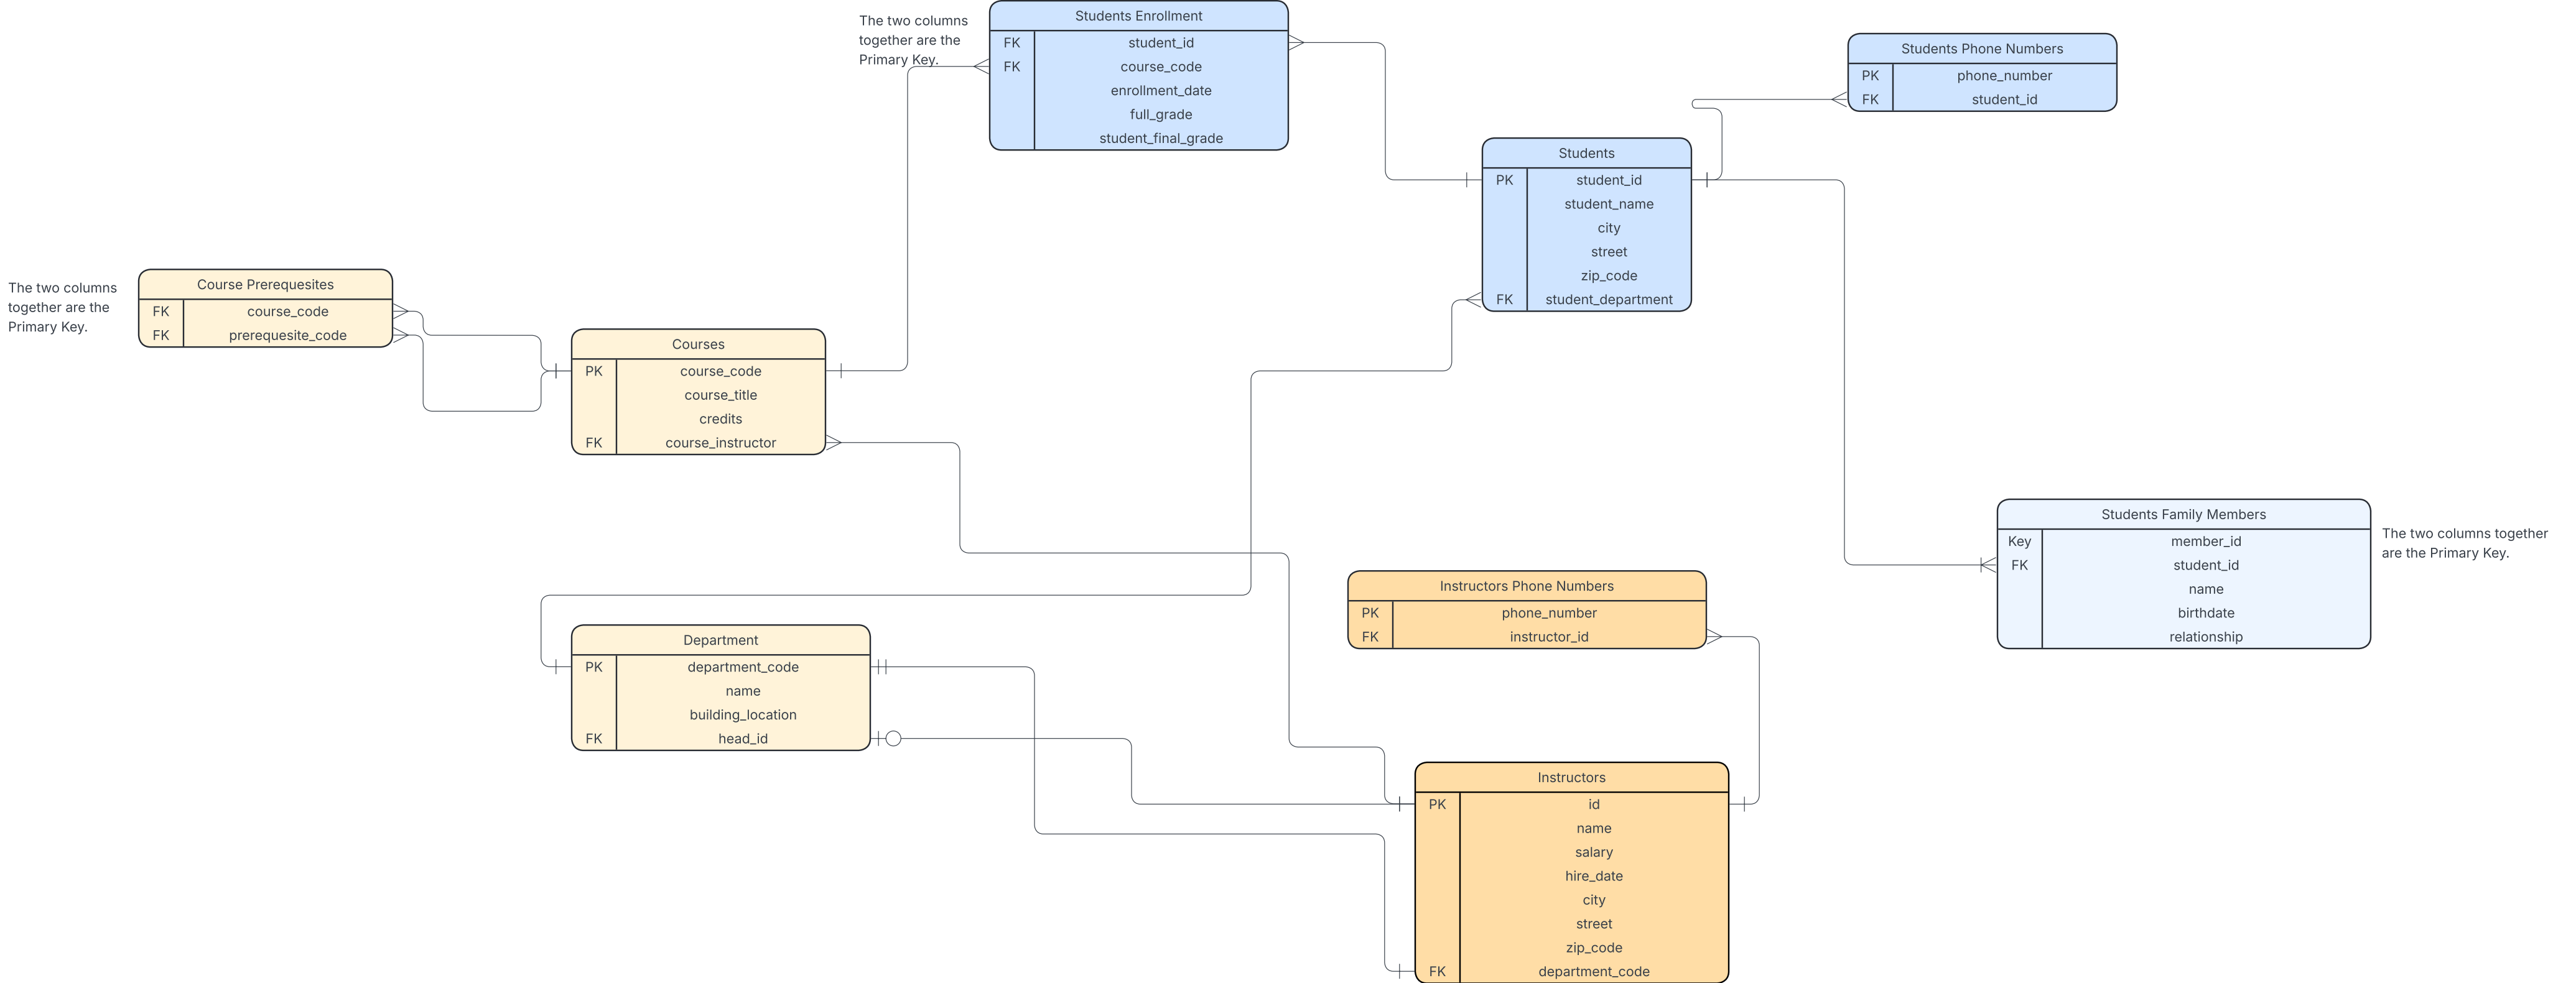 The two columns
together are the
Primary Key.
Students Enrollment
FK student_id
FK course_code
enrollment_date
full_grade
student_final_grade
Students Phone Numbers
PK phone_number
FK student_id
Students
PK student_id
student_name
city
street
zip_code
FK student_department
The two columns
together are the
Primary Key.
Course Prerequesites
FK course_code
FK prerequesite_code
Courses
PK course_code
course_title
credits
FK course_instructor
Students Family Members
Key member_id
FK student_id
name
birthdate
relationship
The two columns together
are the Primary Key.
Instructors Phone Numbers
PK phone_number
FK instructor_id
Department
PK department_code
name
building_location
FK head_id
Instructors
PK id
name
salary
hire_date
city
street
zip_code
FK department_code